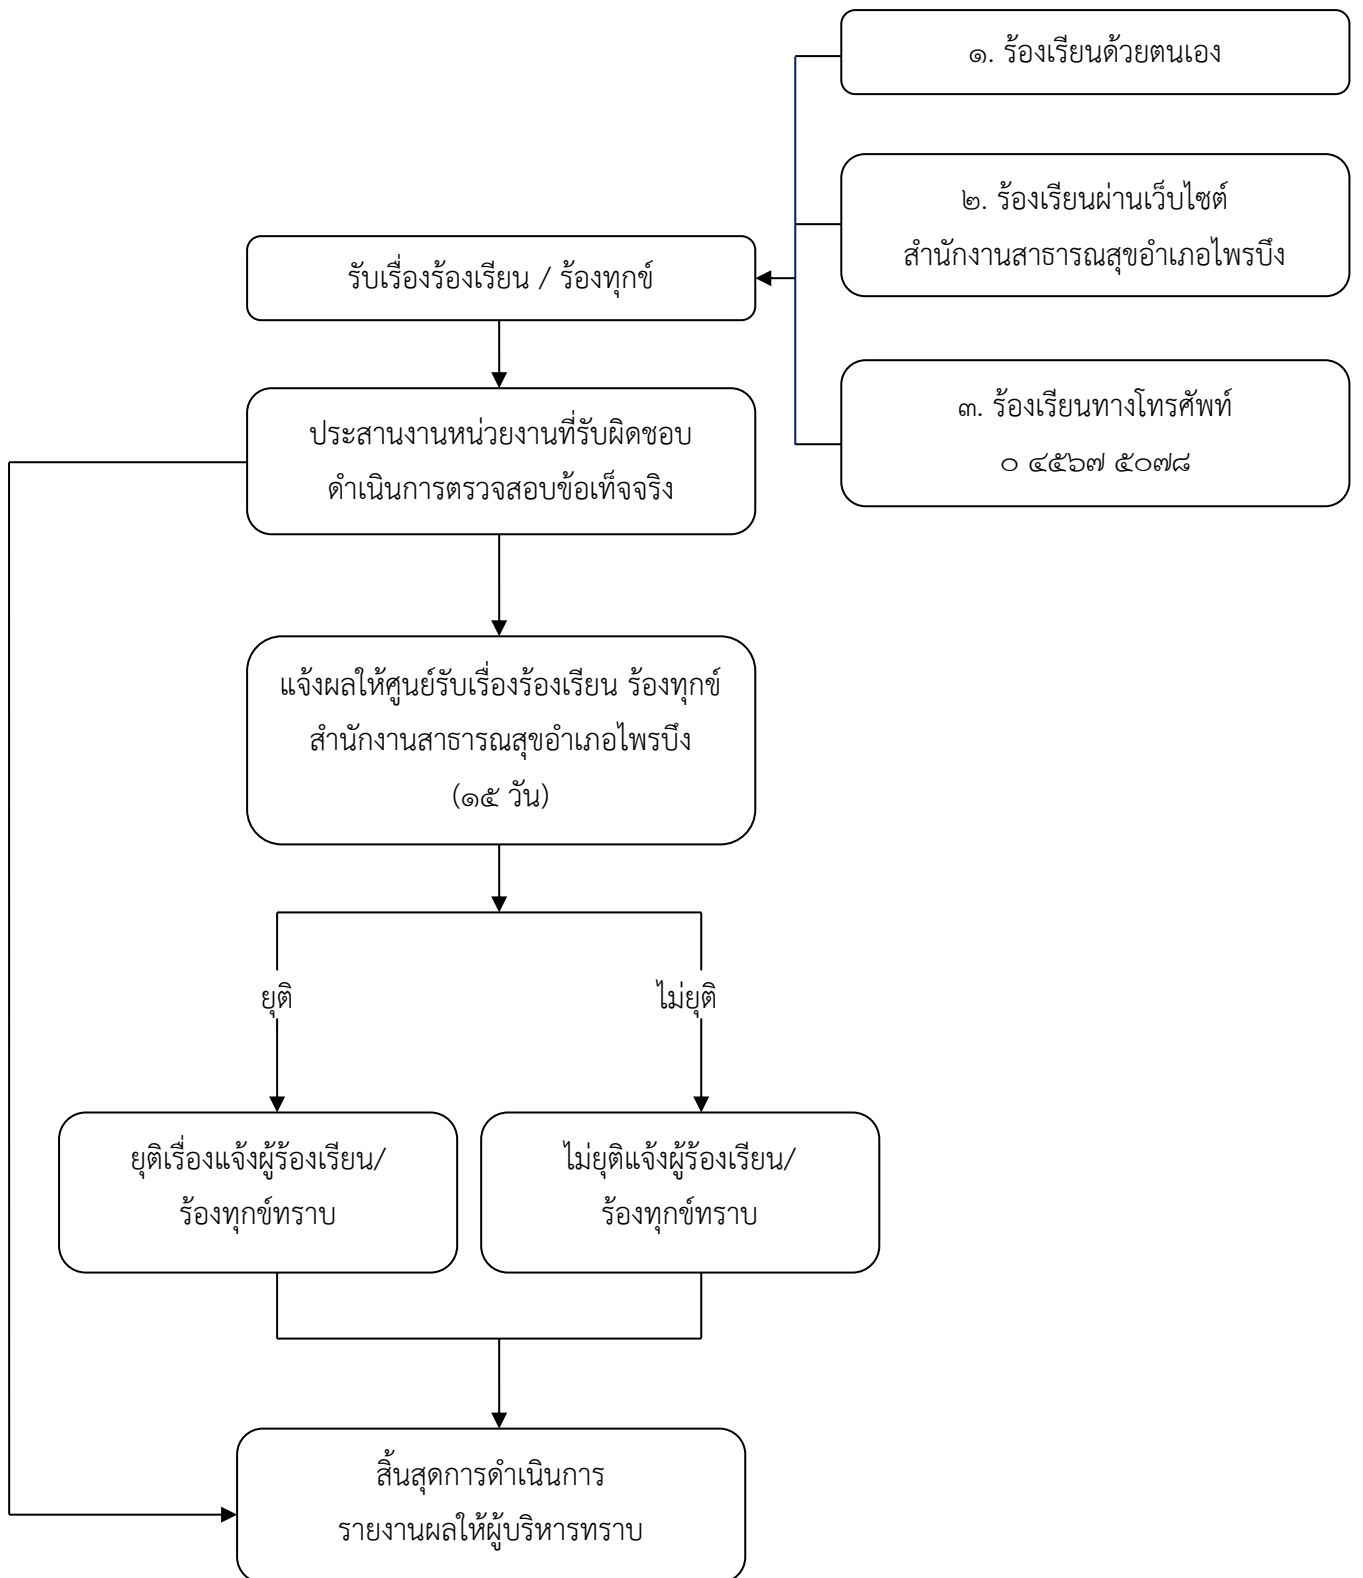 ๑. ร้องเรียนด้วยตนเอง
๒. ร้องเรียนผ่านเว็บไซต์
สำนักงานสาธารณสุขอำเภอไพรบึง
๓. ร้องเรียนทางโทรศัพท์
๐ ๔๕๖๗ ๕๐๗๘
รับเรื่องร้องเรียน / ร้องทุกข์
ประสานงานหน่วยงานที่รับผิดชอบ
ดำเนินการตรวจสอบข้อเท็จจริง
แจ้งผลให้ศูนย์รับเรื่องร้องเรียน ร้องทุกข์
สำนักงานสาธารณสุขอำเภอไพรบึง
(๑๕ วัน)
ยุติ
ไม่ยุติ
ยุติเรื่องแจ้งผู้ร้องเรียน/
ร้องทุกข์ทราบ
ไม่ยุติแจ้งผู้ร้องเรียน/
ร้องทุกข์ทราบ
สิ้นสุดการดำเนินการ
รายงานผลให้ผู้บริหารทราบ